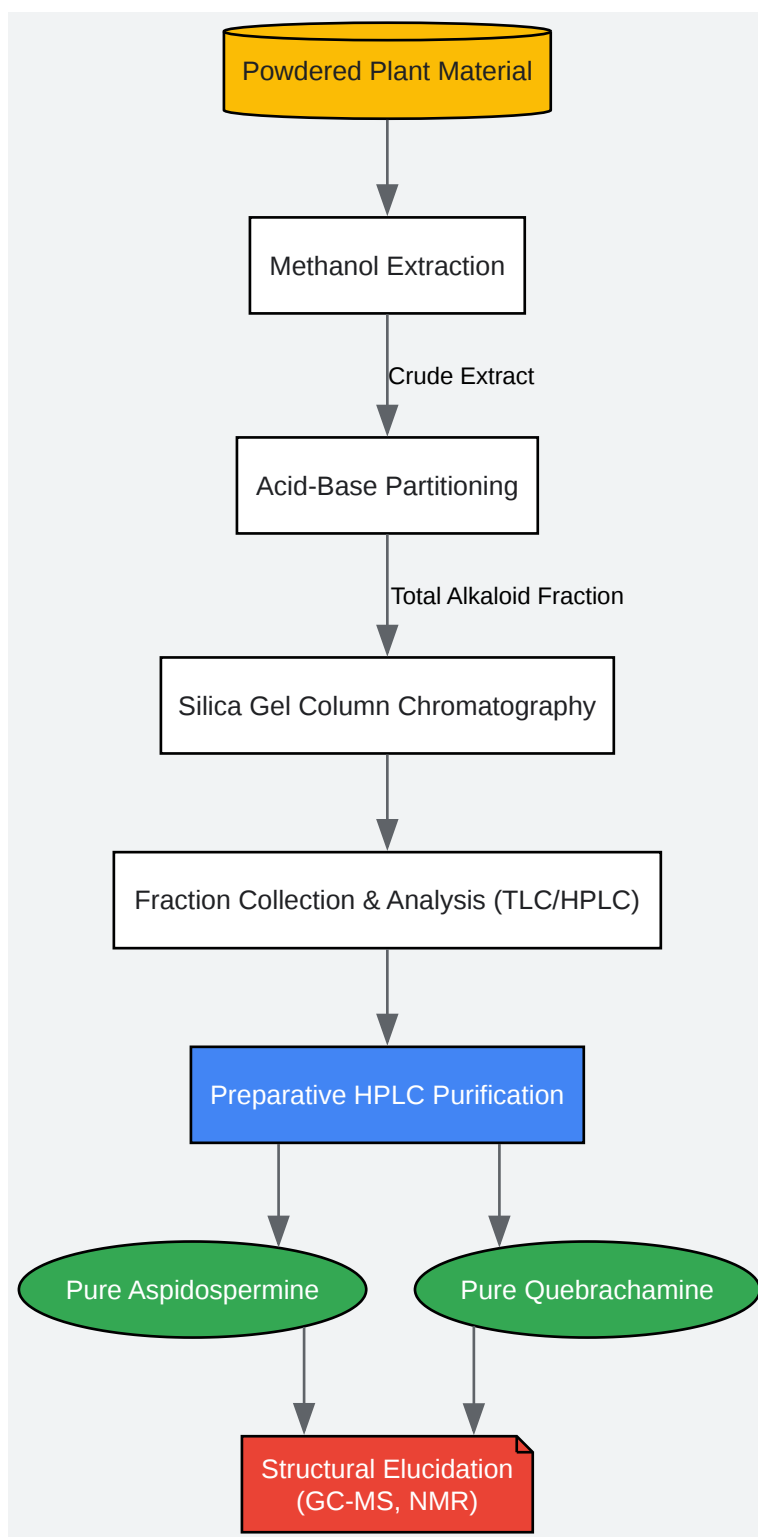 Powdered Plant Material
Methanol Extraction
Crude Extract
Acid-Base Partitioning
Total Alkaloid Fraction
Silica Gel Column Chromatography
Fraction Collection & Analysis (TLC/HPLC)
Preparative HPLC Purification
Pure Aspidospermine
Pure Quebrachamine
Structural Elucidation
(GC-MS, NMR)